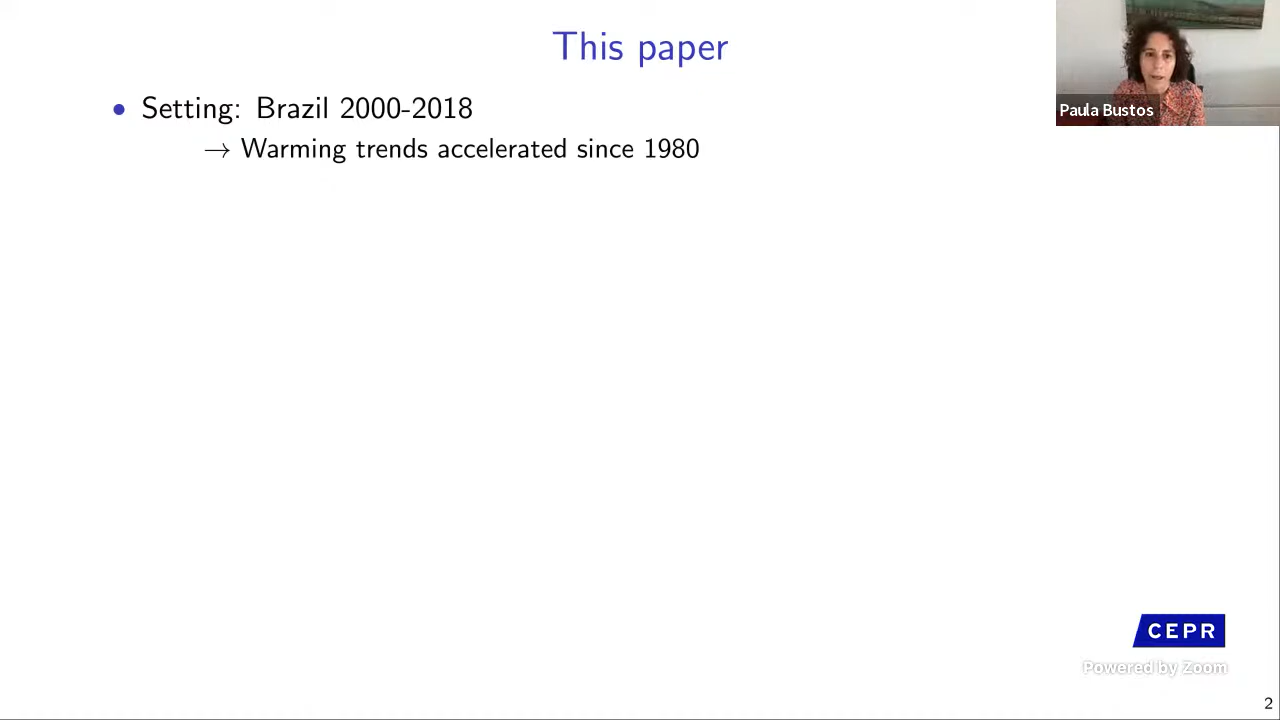 This paper
Paula Bustos
• Setting: Brazil 2000-2018
→ Warming trends accelerated since 1980
CEPR
Powered by Zoom
2